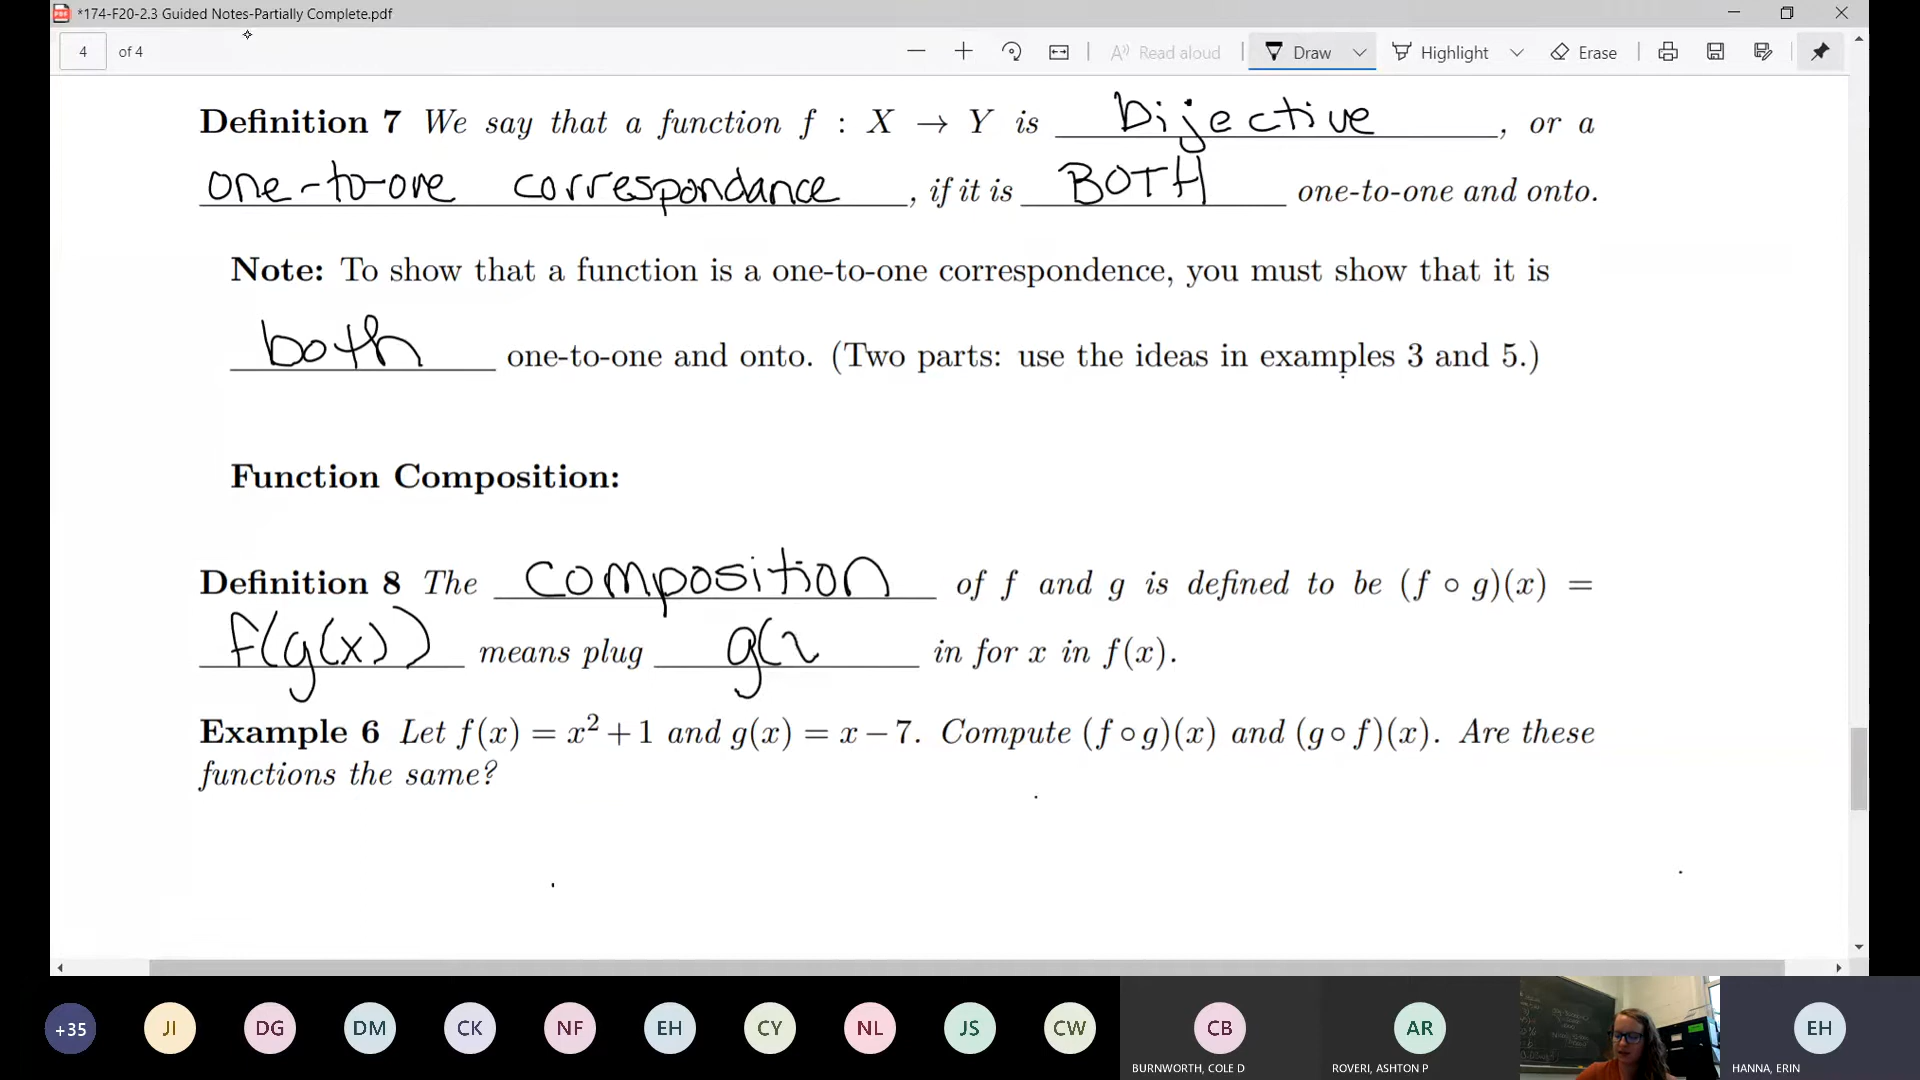 *174-F20-2.3 Guided Notes-Partially Complete.pdf
4 of 4 Read aloud Draw Highlight Erase
Definition 7 We say that a function f : X → Y is Bijective, or a
one-to-one correspondance, if it is BOTH one-to-one and onto.
Note: To show that a function is a one-to-one correspondence, you must show that it is
both one-to-one and onto. (Two parts: use the ideas in examples 3 and 5.)
Function Composition:
Definition 8 The composition of f and g is defined to be (f ∘ g)(x) =
f(g(x)) means plug g( in for x in f(x).
Example 6 Let f(x) = x² + 1 and g(x) = x − 7. Compute (f ∘ g)(x) and (g ∘ f)(x). Are these
functions the same?
+35 JI DG DM CK NF EH CY NL JS CW CB AR EH
BURNWORTH, COLE D ROVERI, ASHTON P HANNA, ERIN